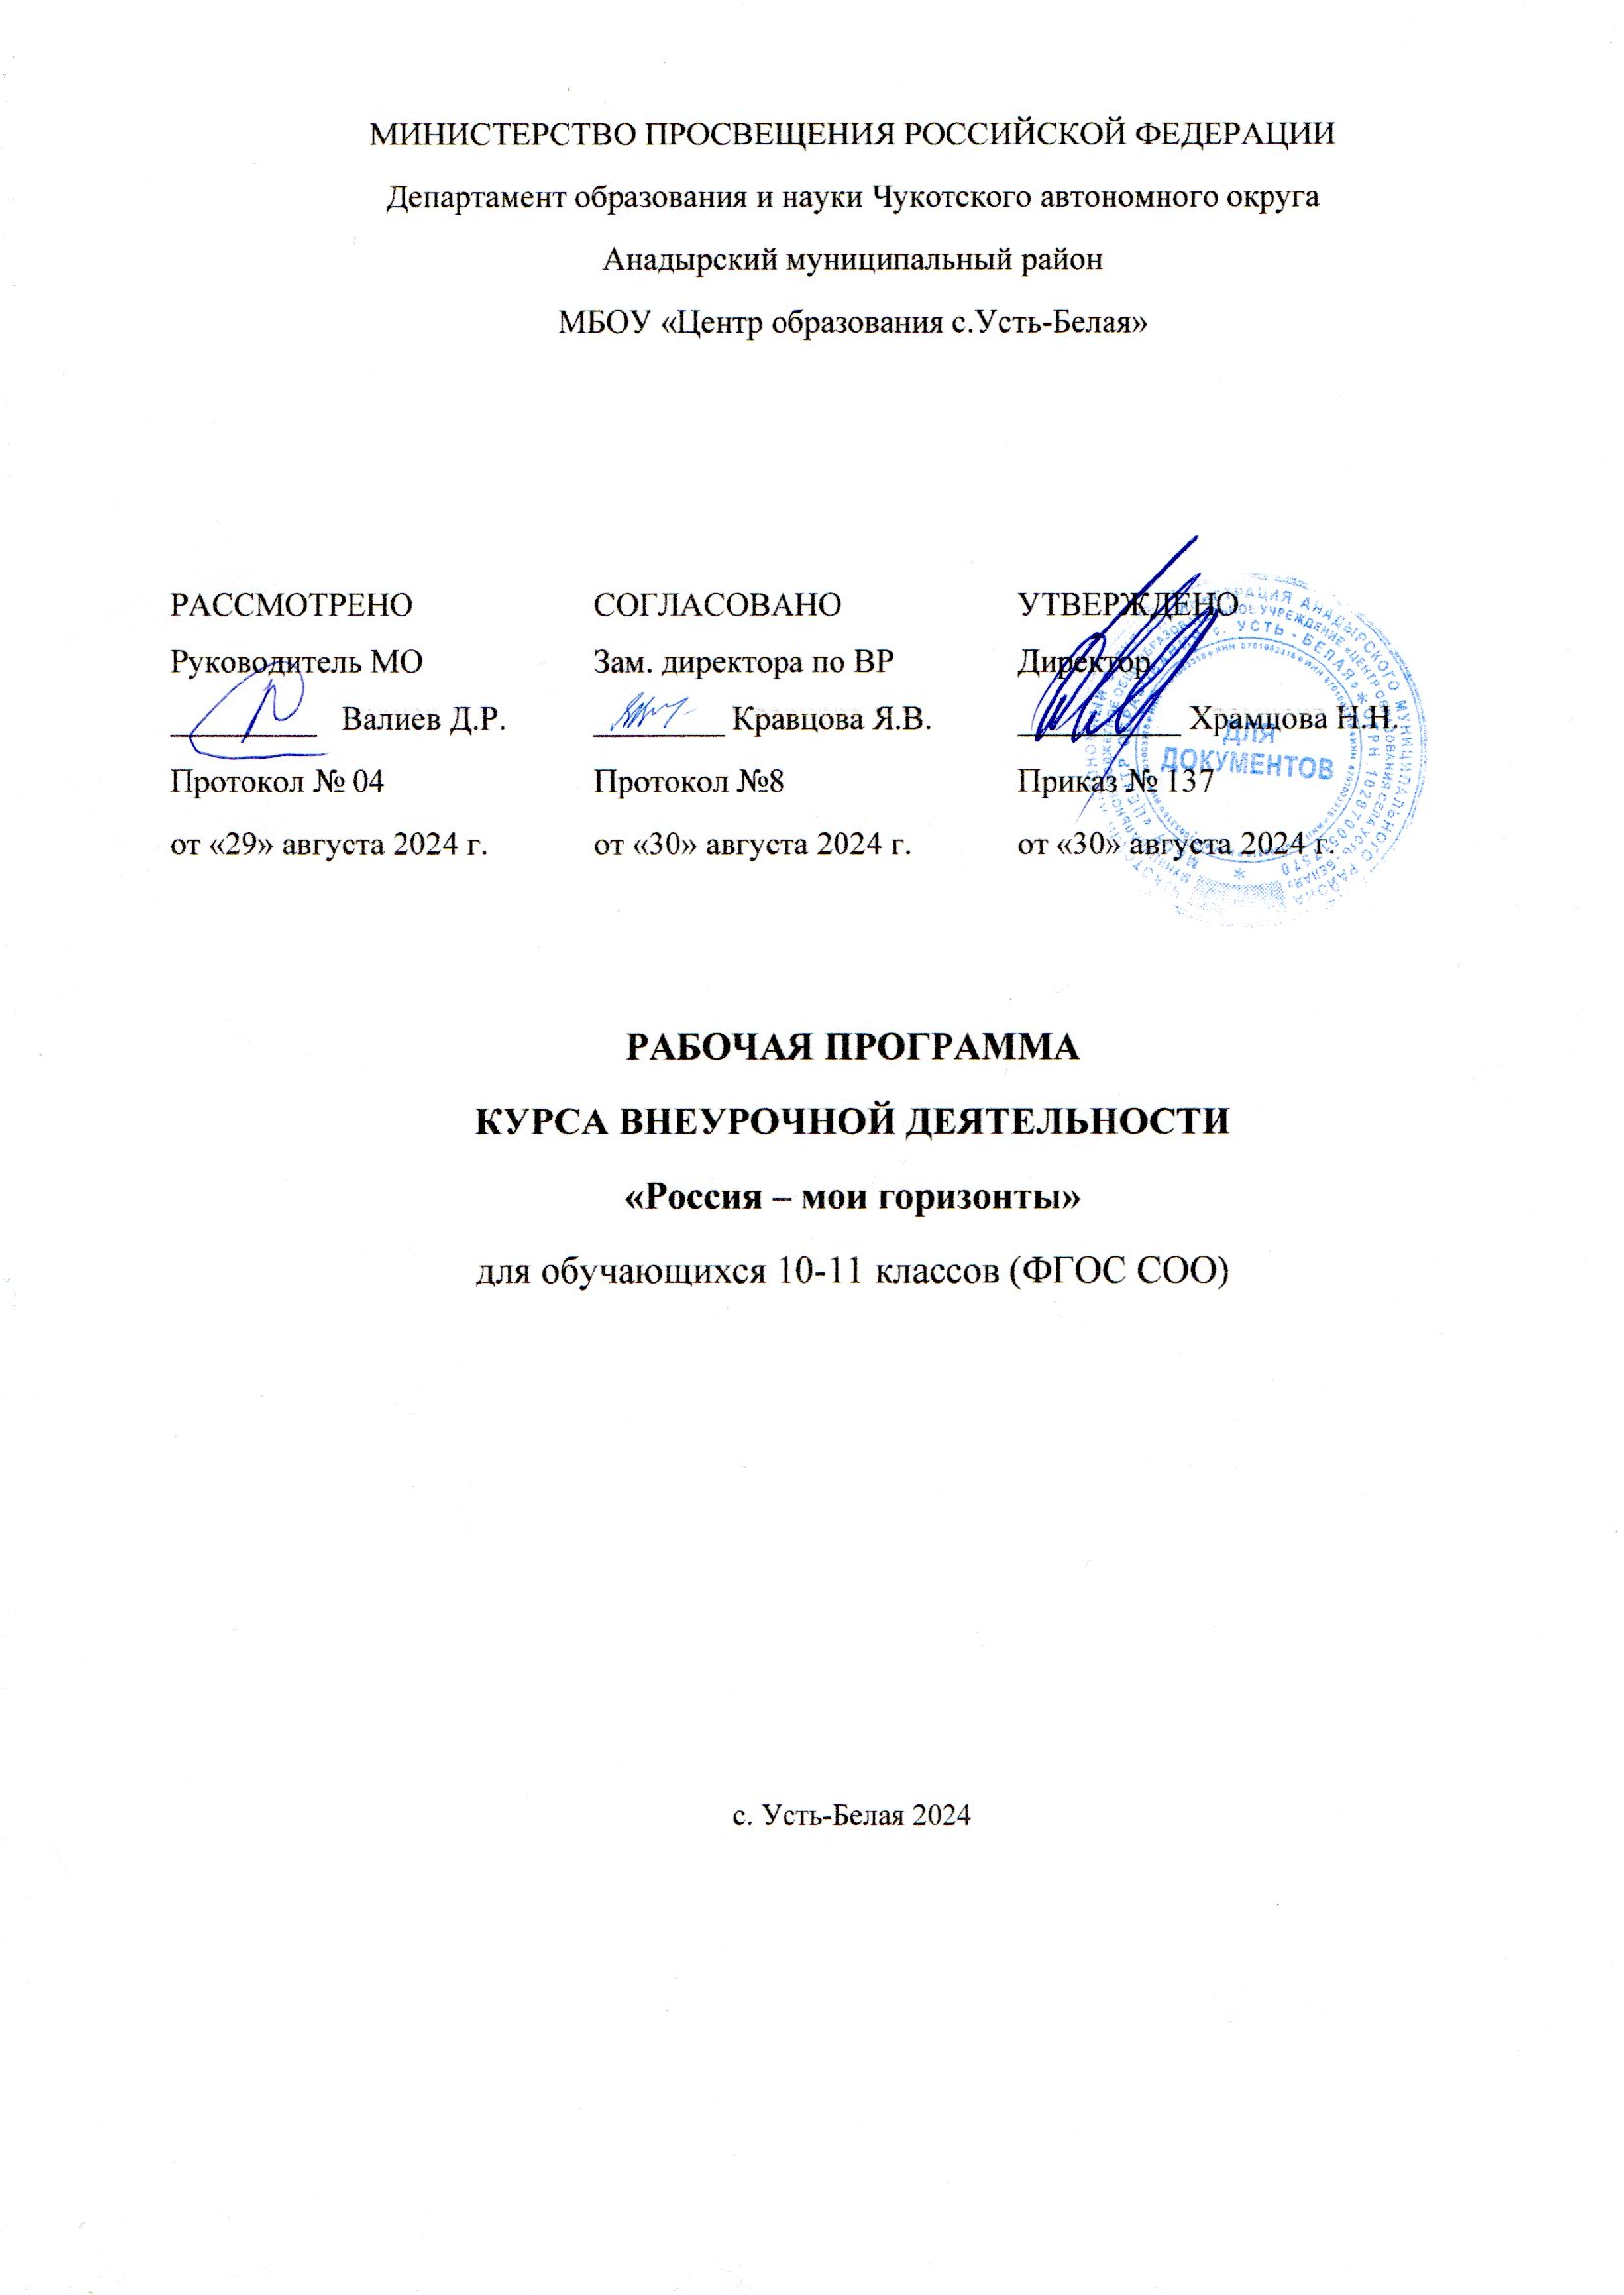 МИНИСТЕРСТВО ПРОСВЕЩЕНИЯ РОССИЙСКОЙ ФЕДЕРАЦИИ
Департамент образования и науки Чукотского автономного округа
Анадырский муниципальный район
МБОУ «Центр образования с.Усть-Белая»
РАССМОТРЕНО
Руководитель МО
_________ Валиев Д.Р.
Протокол № 04
от «29» августа 2024 г.
СОГЛАСОВАНО
Зам. директора по ВР
________ Кравцова Я.В.
Протокол №8
от «30» августа 2024 г.
УТВЕРЖДЕНО
Директор
__________ Храмцова Н.Н.
Приказ № 137
от «30» августа 2024 г.
ДЛЯ
ДОКУМЕНТОВ
РАБОЧАЯ ПРОГРАММА
КУРСА ВНЕУРОЧНОЙ ДЕЯТЕЛЬНОСТИ
«Россия – мои горизонты»
для обучающихся 10-11 классов (ФГОС СОО)
с. Усть-Белая 2024